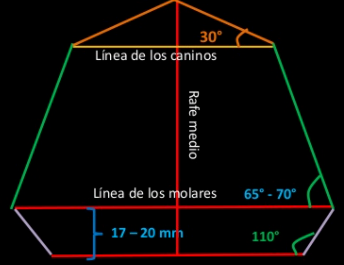 30°
Línea de los caninos
Rafe medio
Línea de los molares
65° - 70°
17 – 20 mm
110°